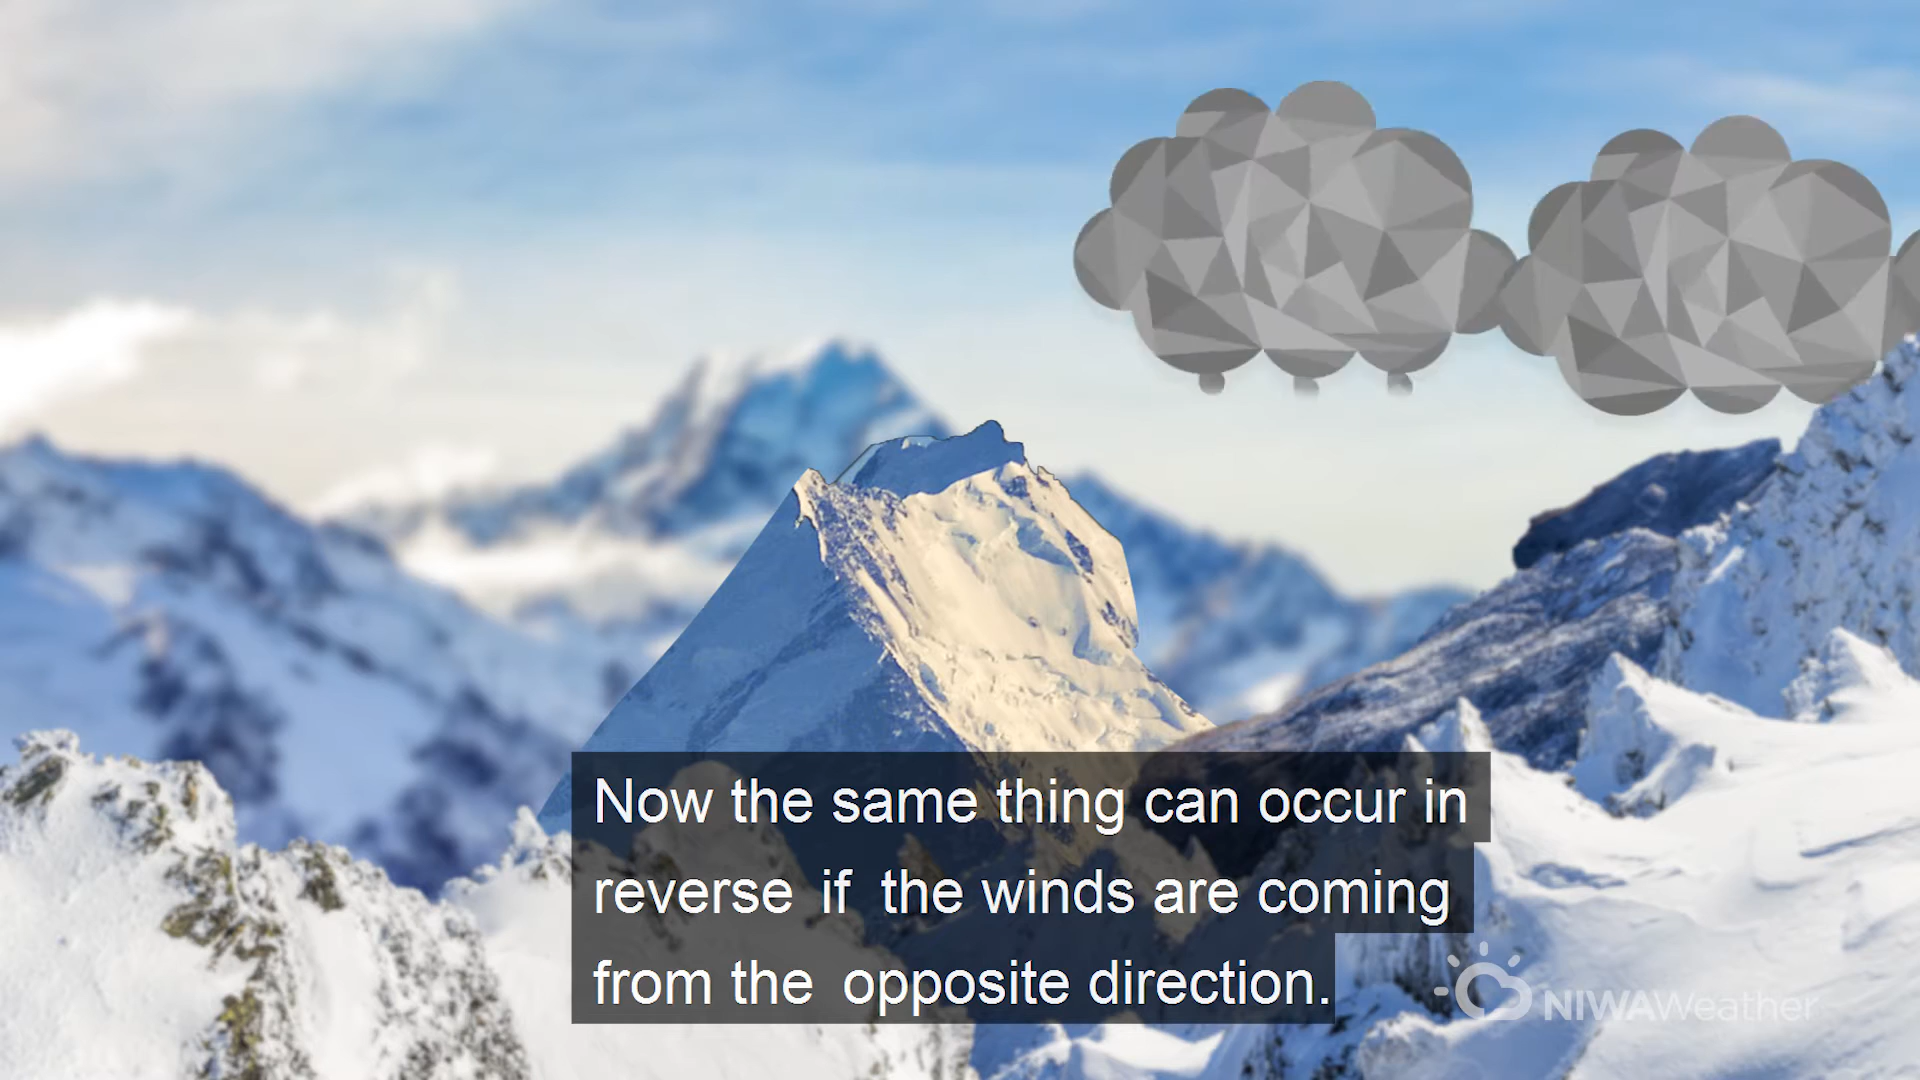 Now the same thing can occur in
reverse if the winds are coming
from the opposite direction.
NIWAWeather